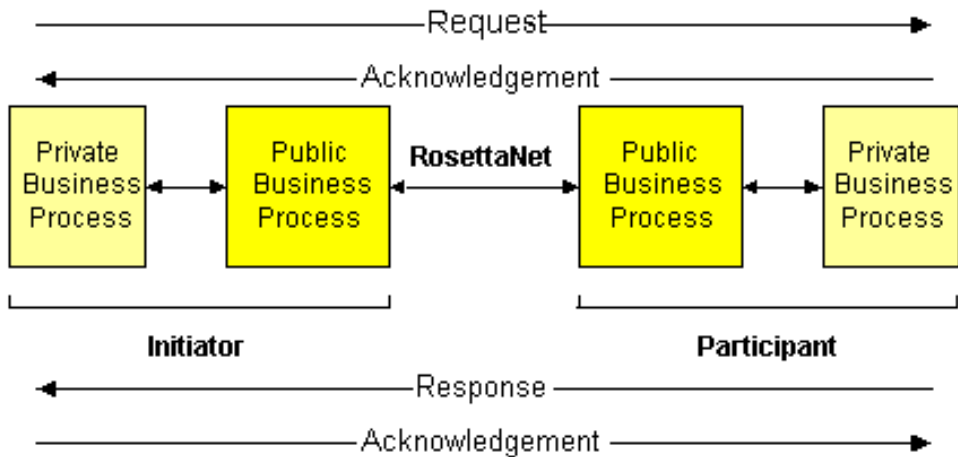 Request
Acknowledgement
Private
Business
Process
Public
Business
Process
RosettaNet
Public
Business
Process
Private
Business
Process
Initiator
Participant
Response
Acknowledgement